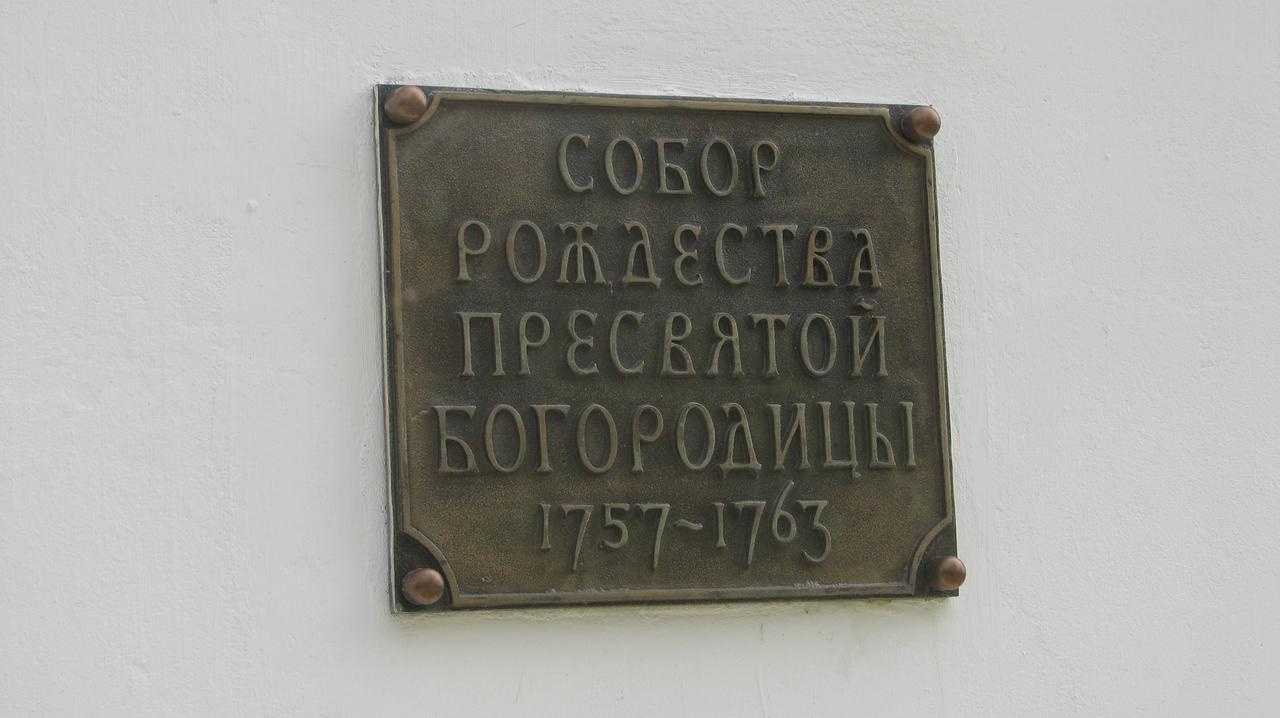 СОБОР
РОЖДЕСТВА
ПРЕСВЯТОЙ
БОГОРОДИЦЫ
1757~1763